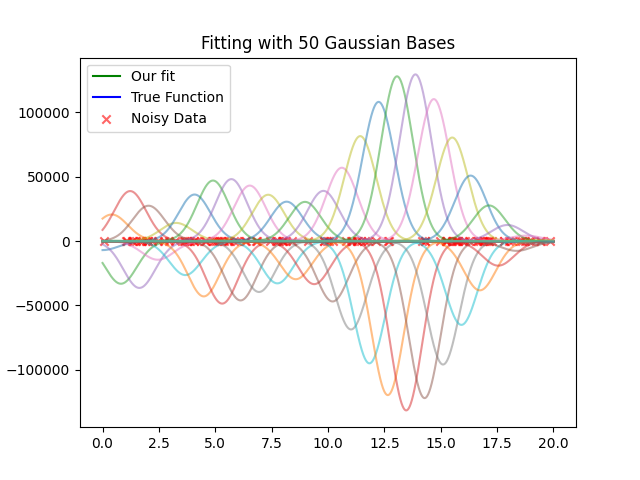 Fitting with 50 Gaussian Bases
Our fit
True Function
Noisy Data
100000
50000
0
−50000
−100000
0.0 2.5 5.0 7.5 10.0 12.5 15.0 17.5 20.0